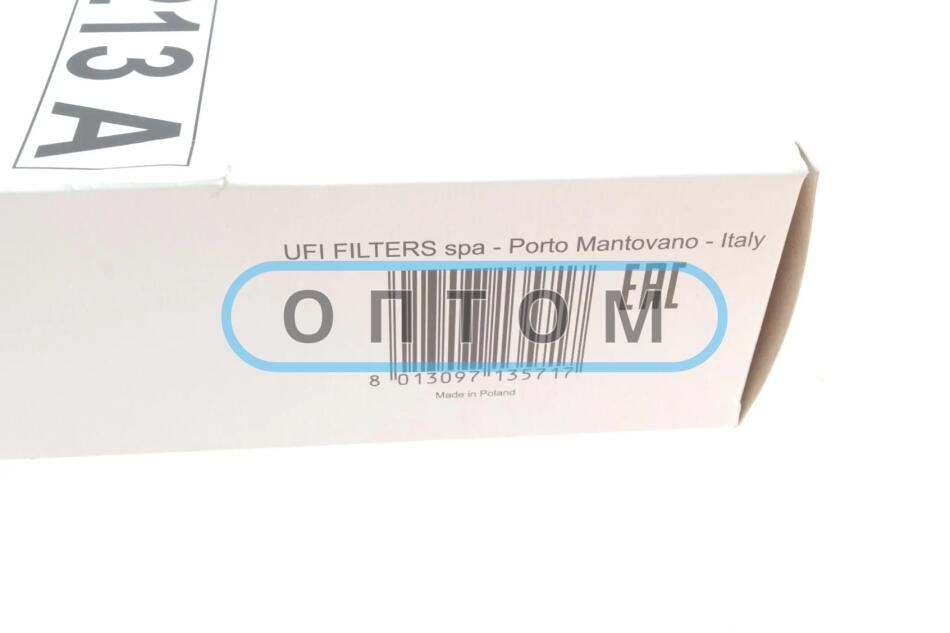 213 A
UFI FILTERS spa - Porto Mantovano - Italy
EAC
ОПТОМ
8 013097 135717
Made in Poland